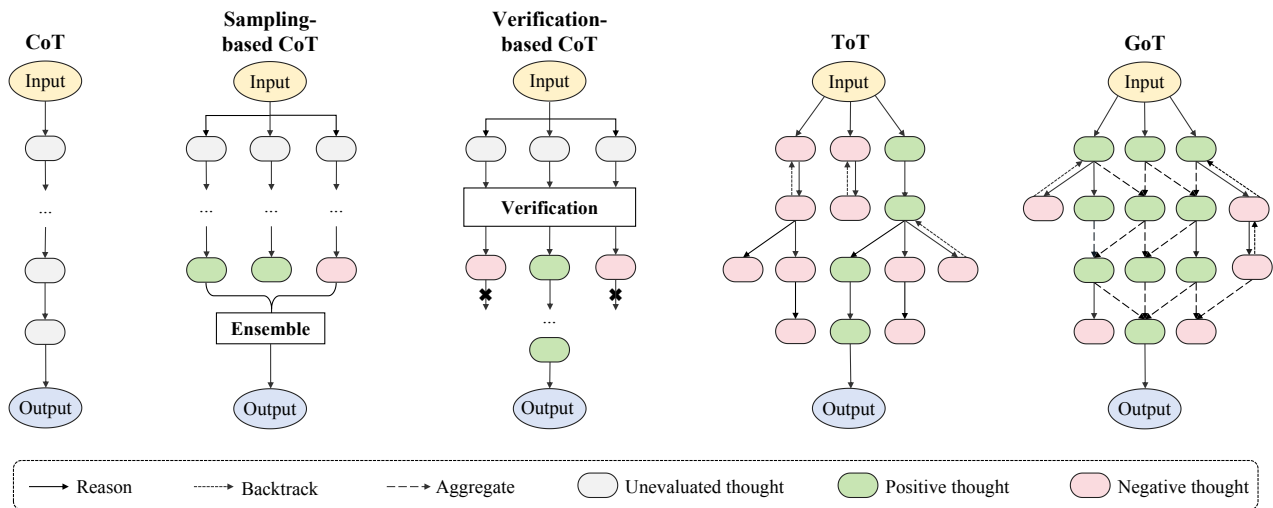 CoT
Input
...
Output
Sampling-
based CoT
Input
... ... ...
Ensemble
Output
Verification-
based CoT
Input
Verification
...
Output
ToT
Input
Output
GoT
Input
Output
Reason
Backtrack
Aggregate
Unevaluated thought
Positive thought
Negative thought